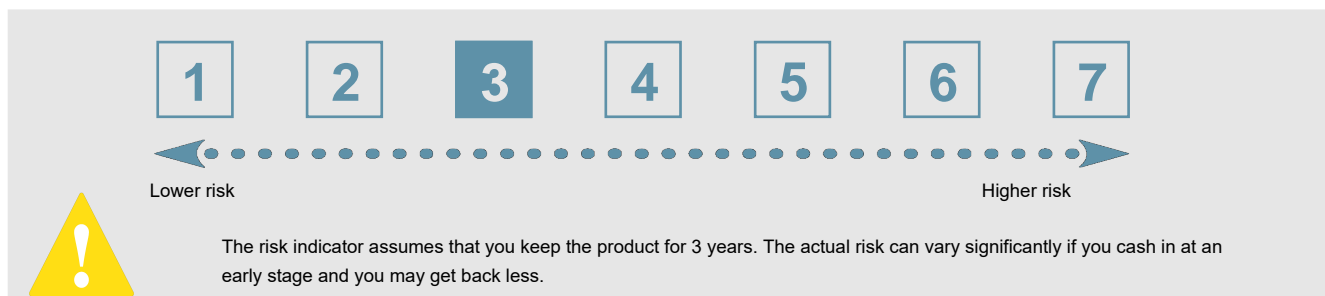 1 2 3 4 5 6 7
Lower risk Higher risk
!
The risk indicator assumes that you keep the product for 3 years. The actual risk can vary significantly if you cash in at an
early stage and you may get back less.